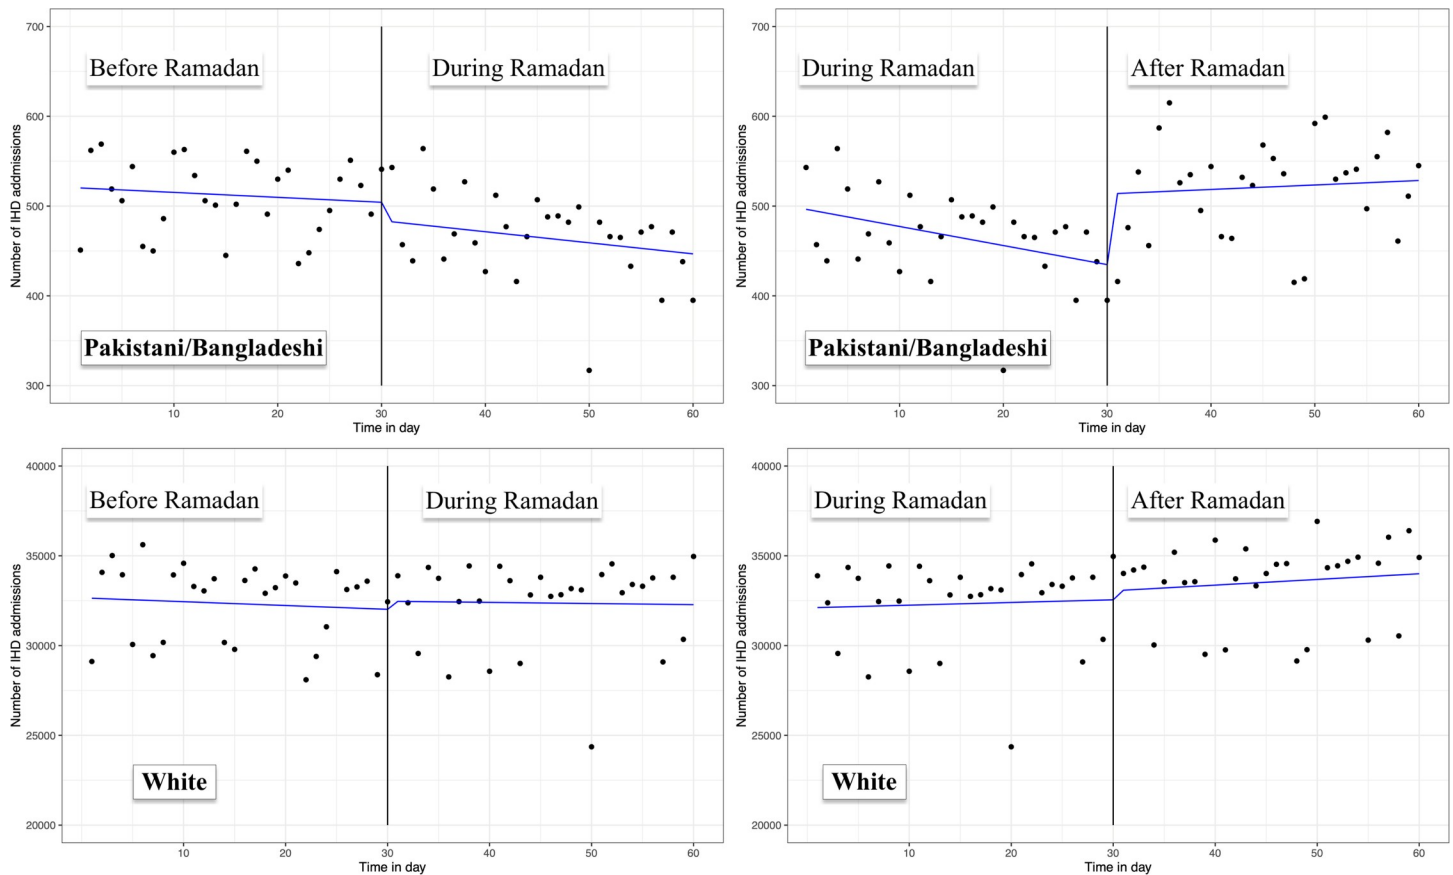 700
600
500
400
300
Number of IHD addmissions
Before Ramadan
During Ramadan
Pakistani/Bangladeshi
10
20
30
40
50
60
Time in day
700
600
500
400
300
Number of IHD addmissions
During Ramadan
After Ramadan
Pakistani/Bangladeshi
10
20
30
40
50
60
Time in day
40000
35000
30000
25000
20000
Number of IHD addmissions
Before Ramadan
During Ramadan
White
10
20
30
40
50
60
Time in day
40000
35000
30000
25000
20000
Number of IHD addmissions
During Ramadan
After Ramadan
White
10
20
30
40
50
60
Time in day